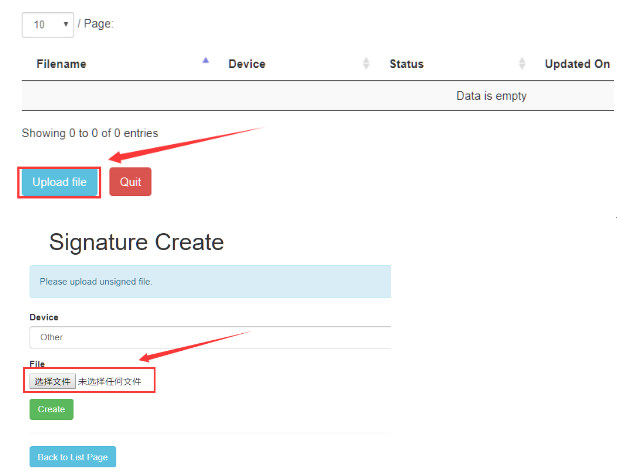 10 / Page:
Filename Device Status Updated On
Data is empty
Showing 0 to 0 of 0 entries
Upload file Quit
Signature Create
Please upload unsigned file.
Device
Other
File
选择文件 未选择任何文件
Create
Back to List Page